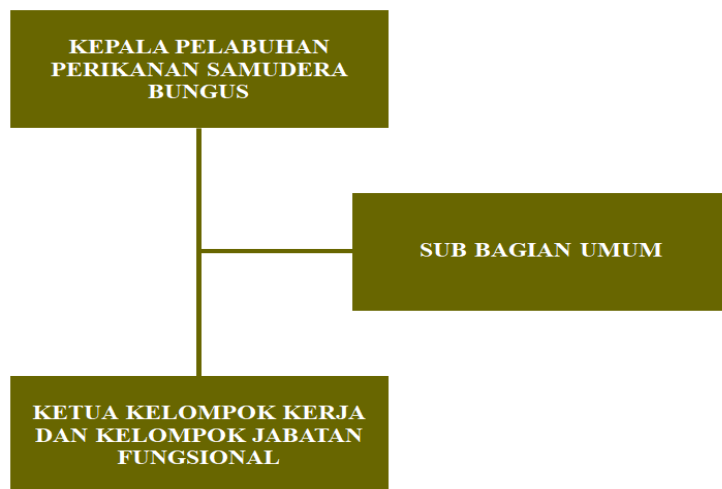 KEPALA PELABUHAN
PERIKANAN SAMUDERA
BUNGUS
SUB BAGIAN UMUM
KETUA KELOMPOK KERJA
DAN KELOMPOK JABATAN
FUNGSIONAL